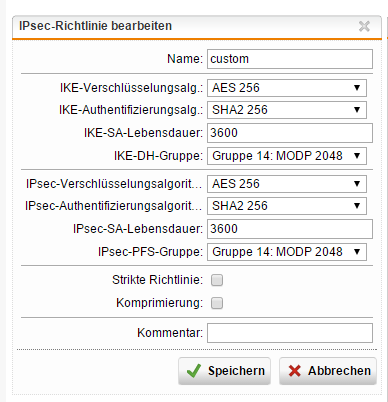 IPsec-Richtlinie bearbeiten
Name: custom
IKE-Verschlüsselungsalg.: AES 256
IKE-Authentifizierungsalg.: SHA2 256
IKE-SA-Lebensdauer: 3600
IKE-DH-Gruppe: Gruppe 14: MODP 2048
IPsec-Verschlüsselungsalgorit... AES 256
IPsec-Authentifizierungsalgorit... SHA2 256
IPsec-SA-Lebensdauer: 3600
IPsec-PFS-Gruppe: Gruppe 14: MODP 2048
Strikte Richtlinie:
Komprimierung:
Kommentar:
Speichern Abbrechen